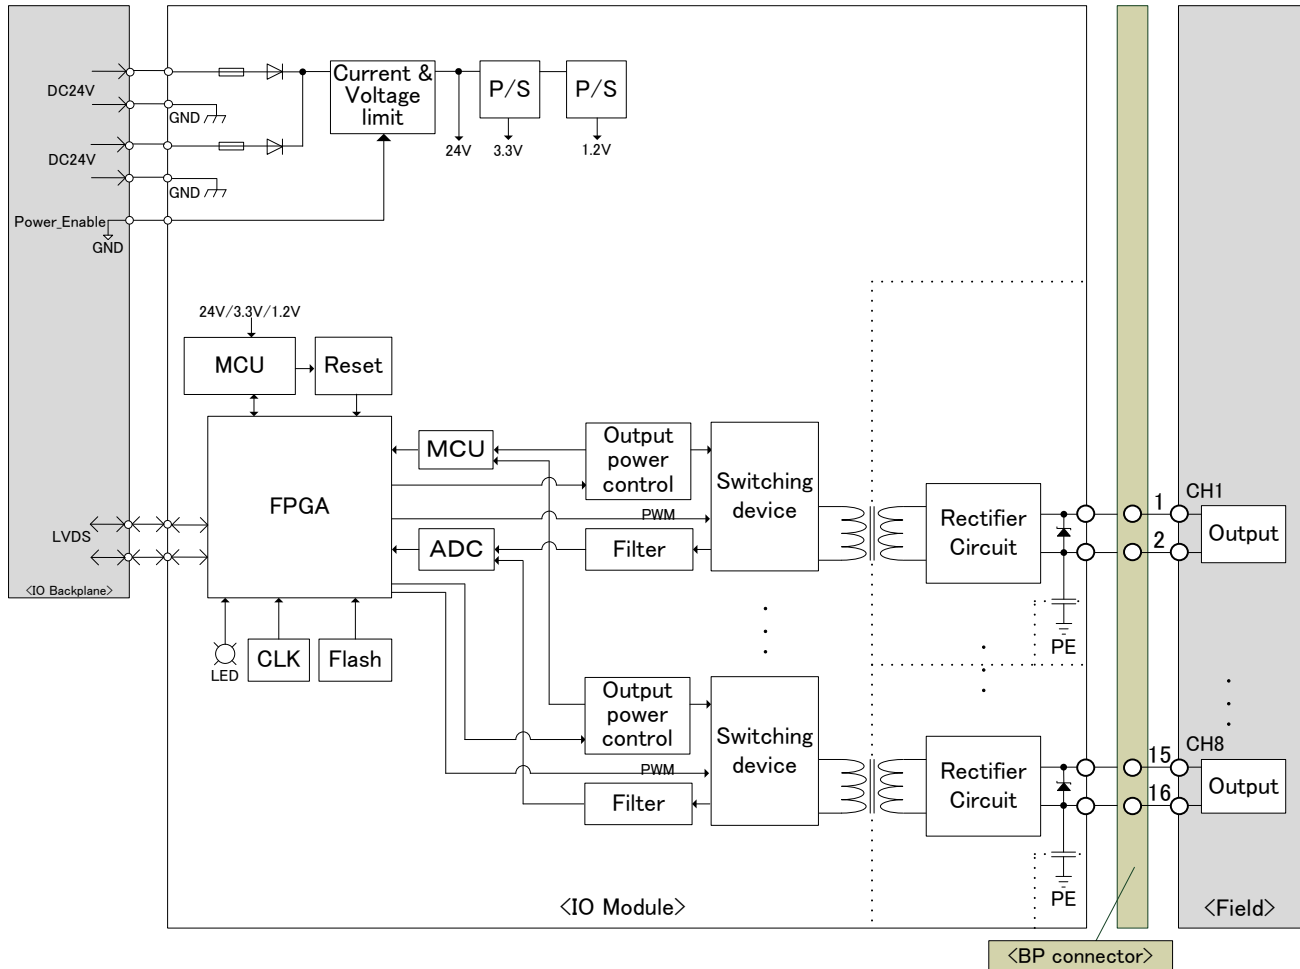 DC24V
GND
DC24V
GND
Power_Enable
GND
Current &
Voltage
limit
P/S
P/S
24V
3.3V
1.2V
24V/3.3V/1.2V
MCU
Reset
FPGA
LVDS
<IO Backplane>
LED
CLK
Flash
MCU
ADC
Output
power
control
PWM
Filter
Switching
device
Rectifier
Circuit
1
2
CH1
Output
PE
Output
power
control
PWM
Filter
Switching
device
Rectifier
Circuit
15
16
CH8
Output
PE
<IO Module>
<Field>
<BP connector>